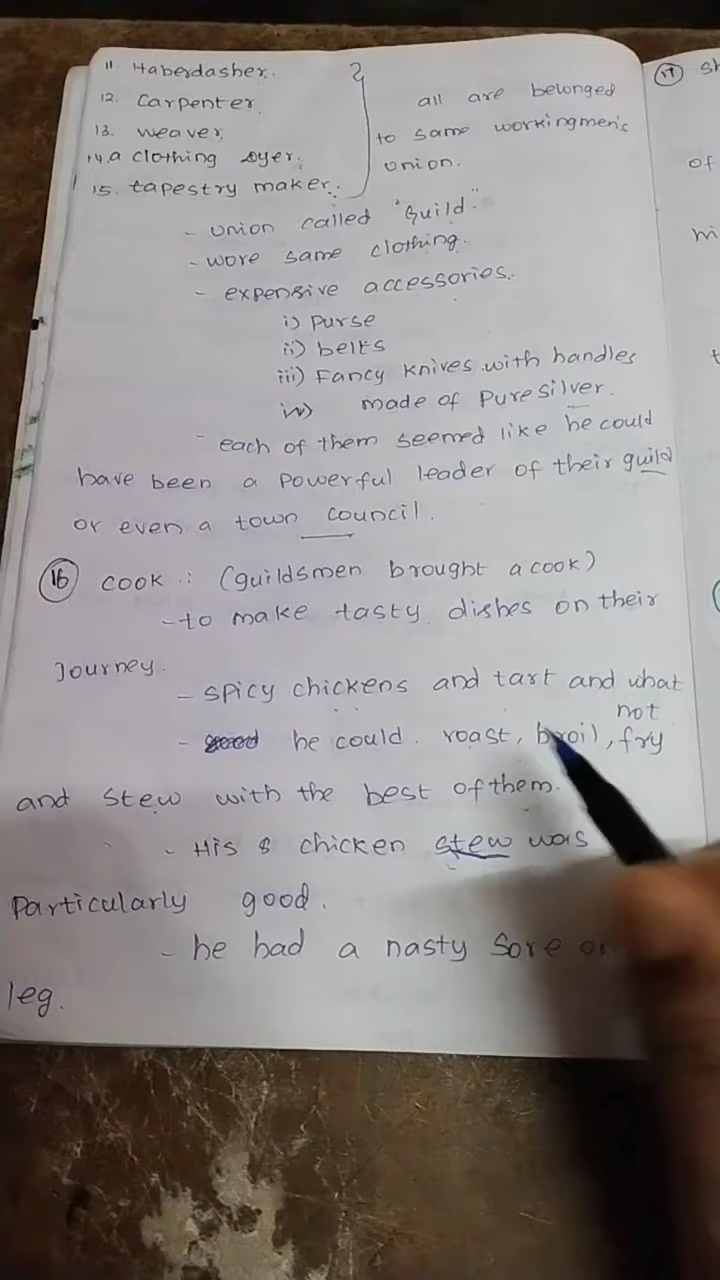 11. Haberdasher.
12. Carpenter
13. weaver
14. a clothing Dyer.
15. tapestry maker.
all are belonged
to same workingmen's
union.
- union called "Guild."
- wore same clothing.
- expensive accessories.
i) Purse
ii) belts
iii) Fancy knives with handles
iv) made of Pure silver.
- each of them seemed like he could
have been a powerful leader of their guild
or even a town council.
16 COOK : (guildsmen brought a cook)
- to make tasty dishes on their
Journey.
- spicy chickens and tart and what
not
- he could roast, broil, fry
and stew with the best of them.
- His chicken stew was
Particularly good.
- he had a nasty sore
leg.
17 sh
of